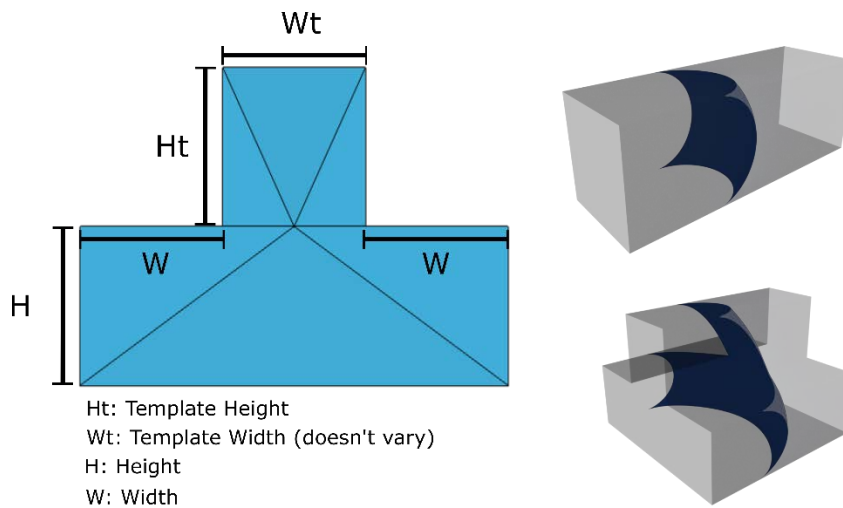 Wt
Ht
W
W
H
Ht: Template Height
Wt: Template Width (doesn't vary)
H: Height
W: Width